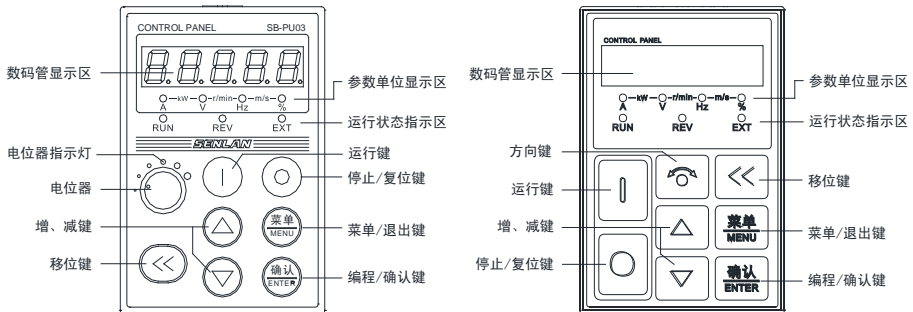 CONTROL PANEL SB-PU03
8.8.8.8.8.
A kW V r/min Hz m/s %
RUN REV EXT
SENLAN
菜单
MENU
确认
ENTER
数码管显示区
电位器指示灯
电位器
增、减键
移位键
参数单位显示区
运行状态指示区
运行键
停止/复位键
菜单/退出键
编程/确认键
CONTROL PANEL
A kW V r/min Hz m/s %
RUN REV EXT
菜单
MENU
确认
ENTER
数码管显示区
方向键
运行键
增、减键
停止/复位键
参数单位显示区
运行状态指示区
移位键
菜单/退出键
编程/确认键